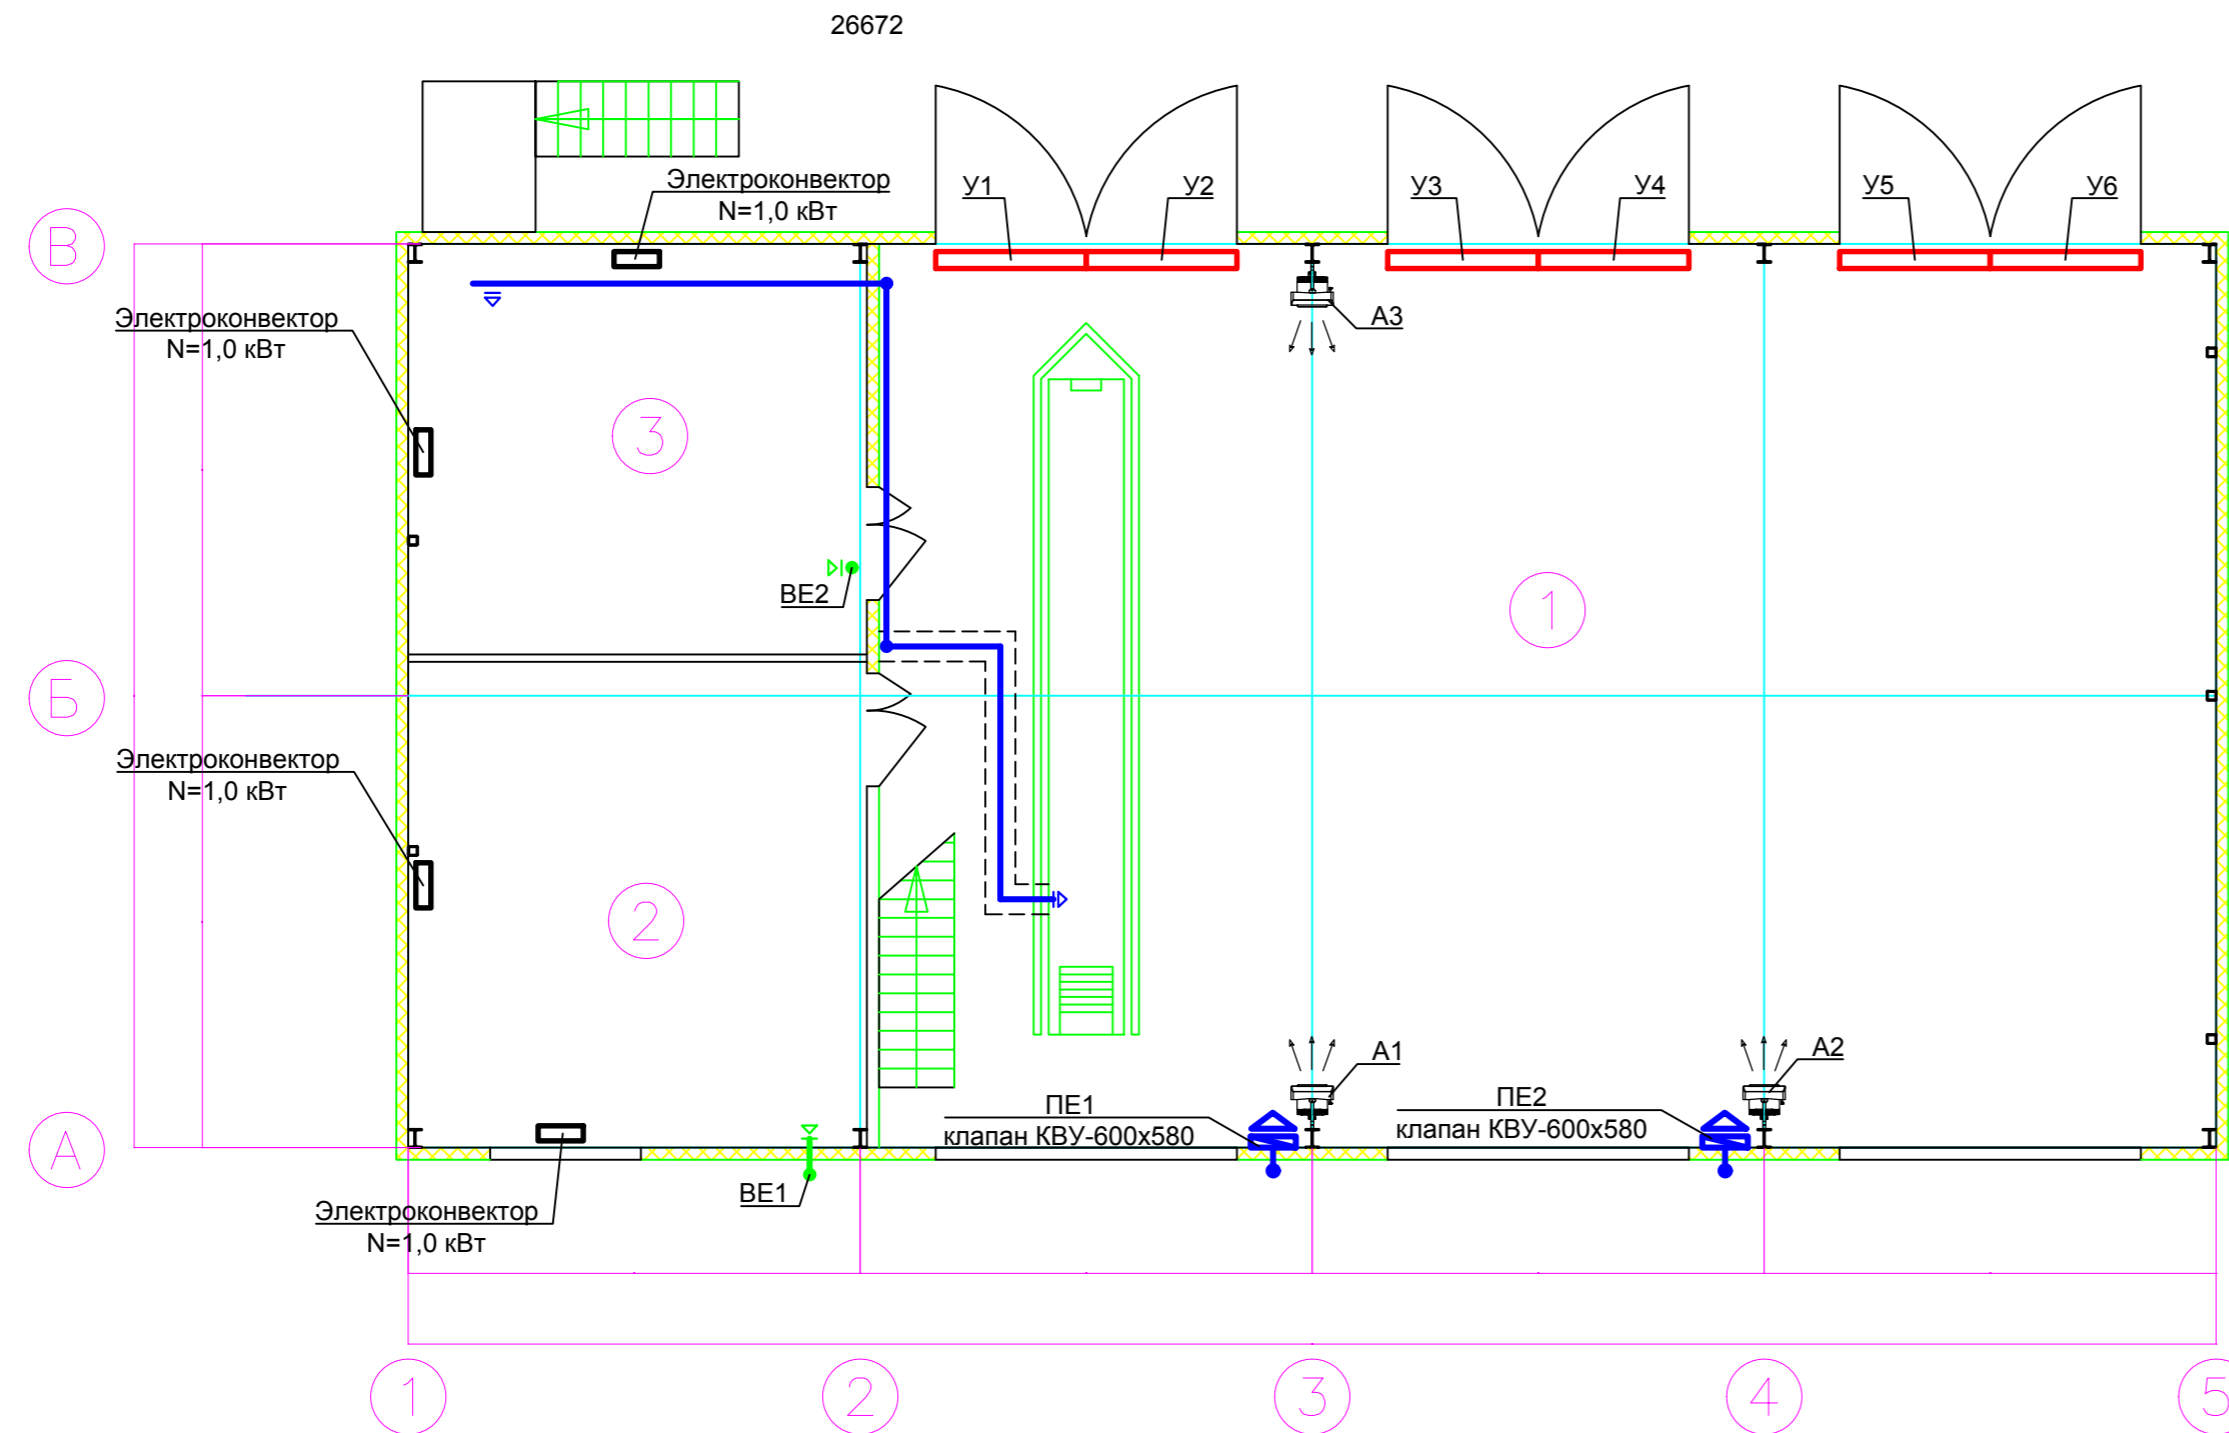 26672
Электроконвектор
N=1,0 кВт
У1
У2
У3
У4
У5
У6
В
Электроконвектор
N=1,0 кВт
А3
3
ВЕ2
1
Б
Электроконвектор
N=1,0 кВт
2
А1
А2
ПЕ1
клапан КВУ-600х580
ПЕ2
клапан КВУ-600х580
А
ВЕ1
Электроконвектор
N=1,0 кВт
1
2
3
4
5